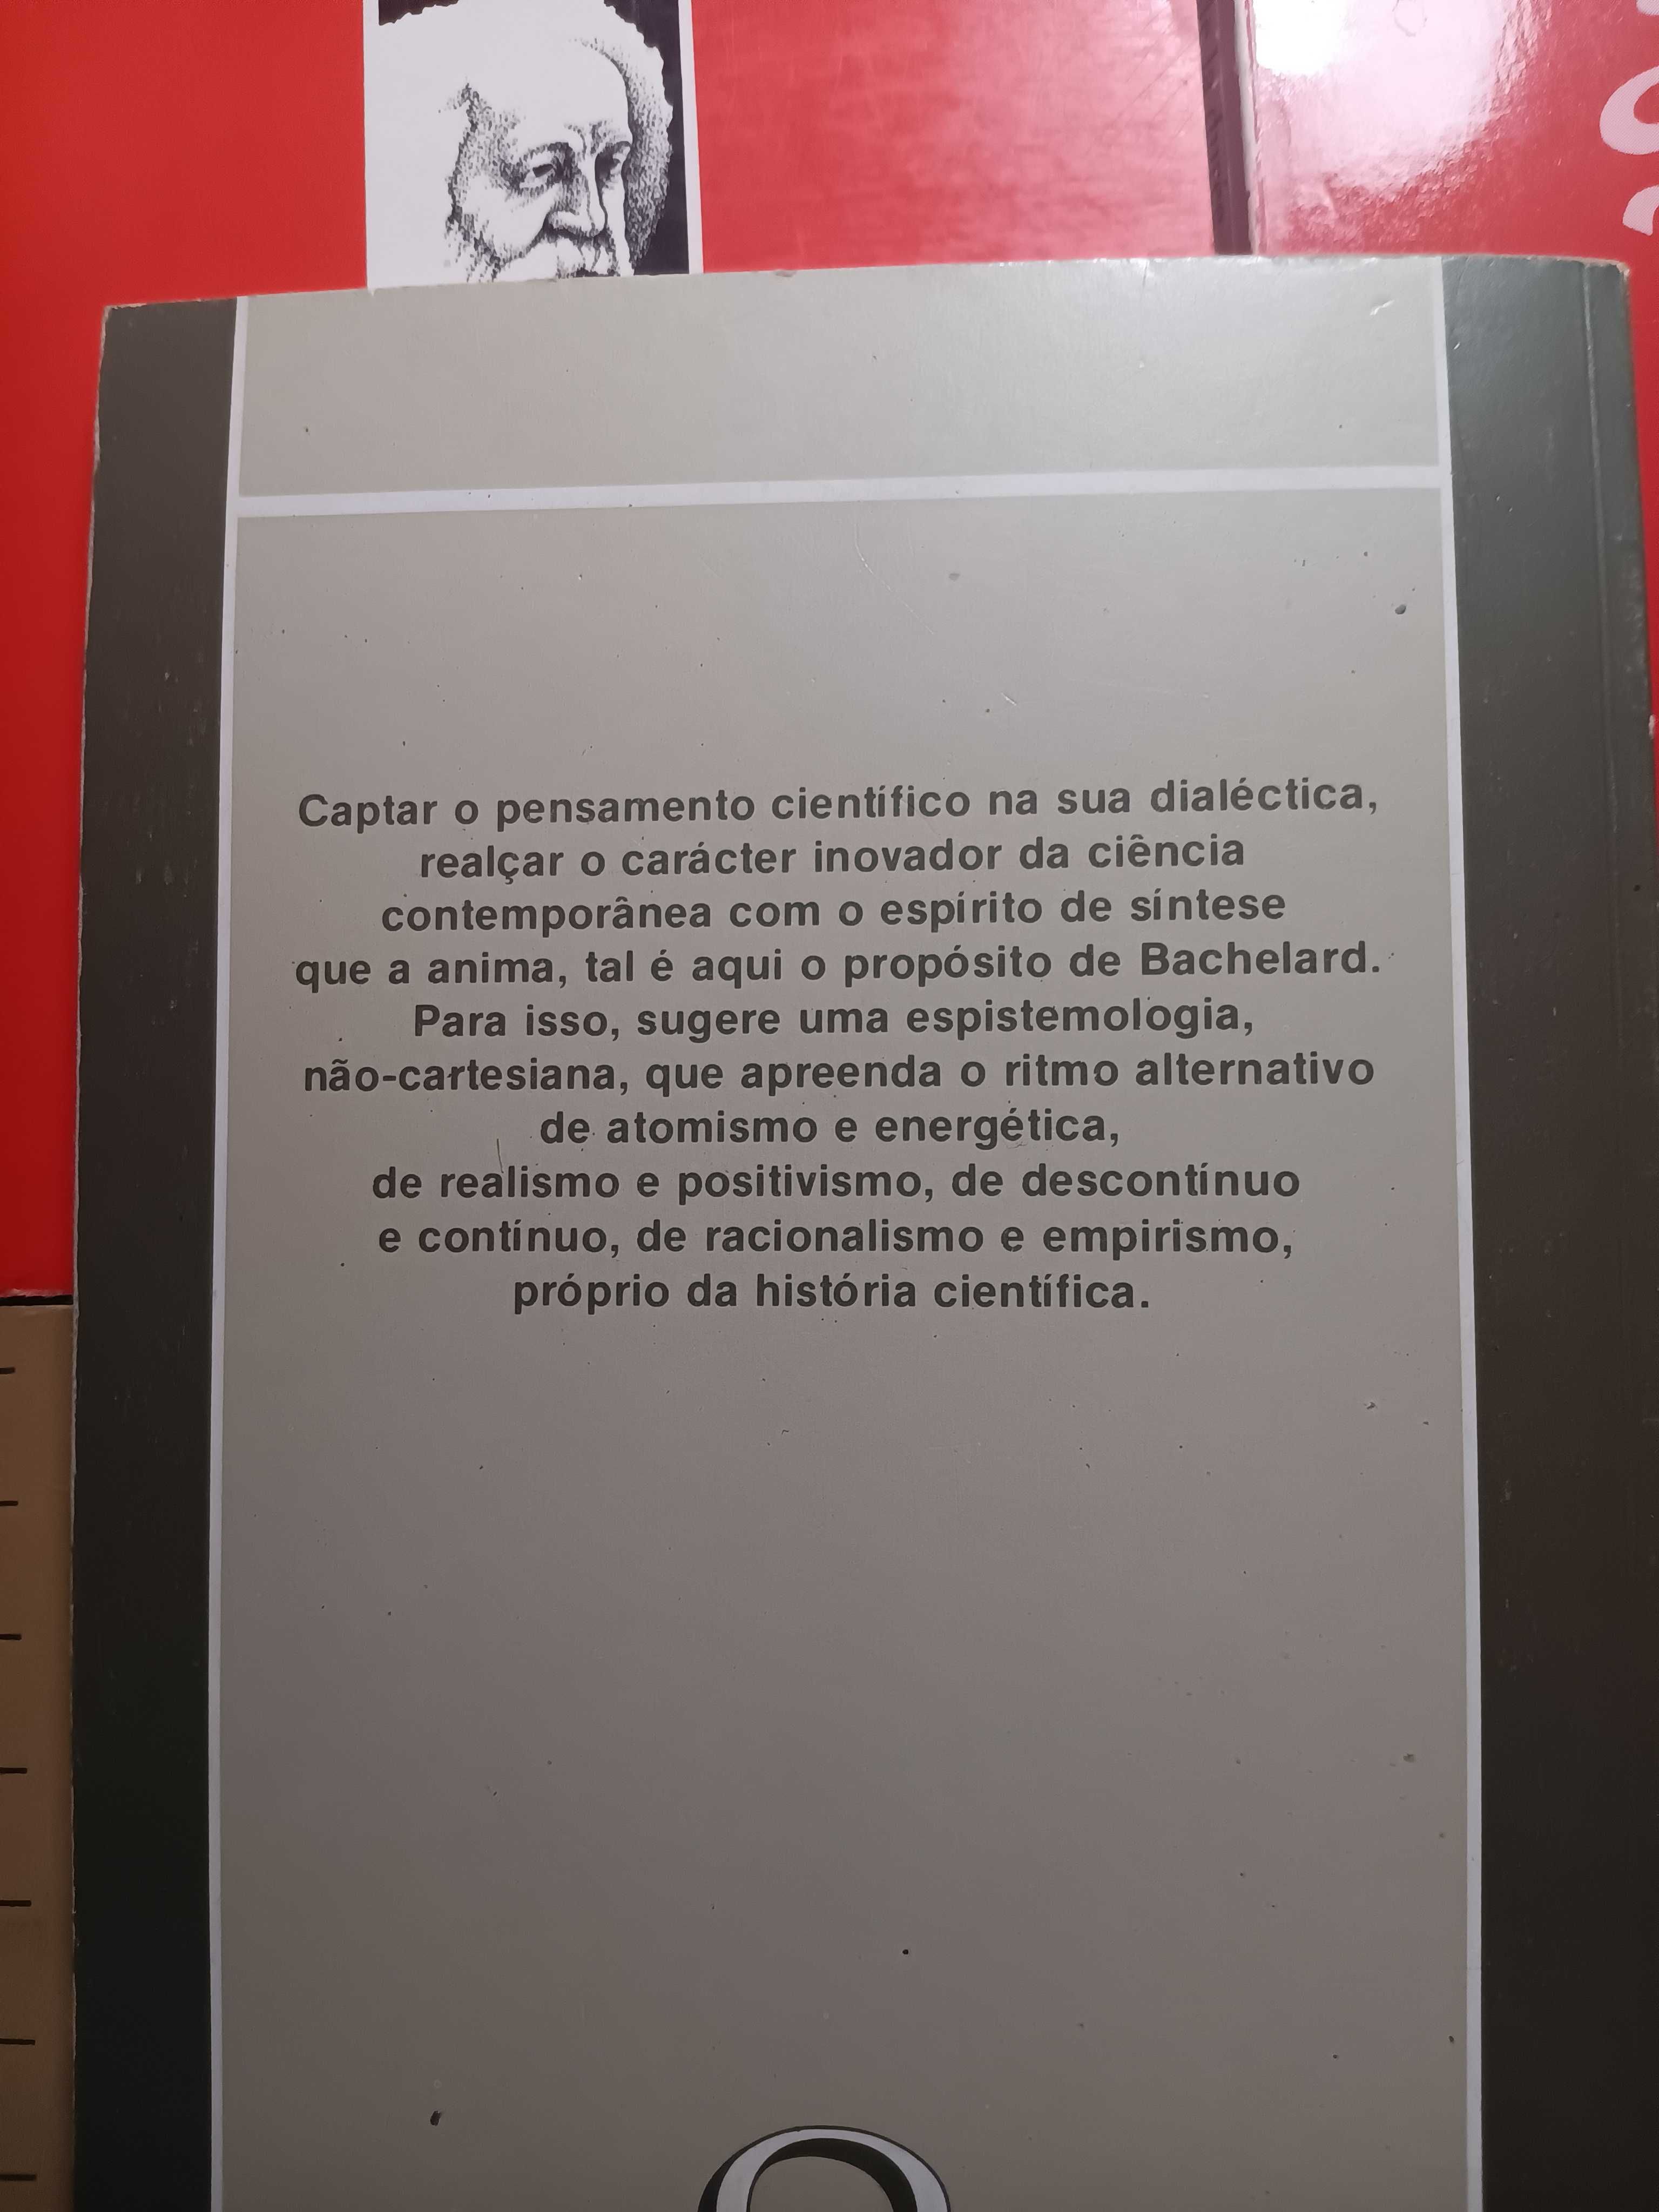 Captar o pensamento científico na sua dialéctica,
realçar o carácter inovador da ciência
contemporânea com o espírito de síntese
que a anima, tal é aqui o propósito de Bachelard.
Para isso, sugere uma espistemologia,
não-cartesiana, que apreenda o ritmo alternativo
de atomismo e energética,
de realismo e positivismo, de descontínuo
e contínuo, de racionalismo e empirismo,
próprio da história científica.